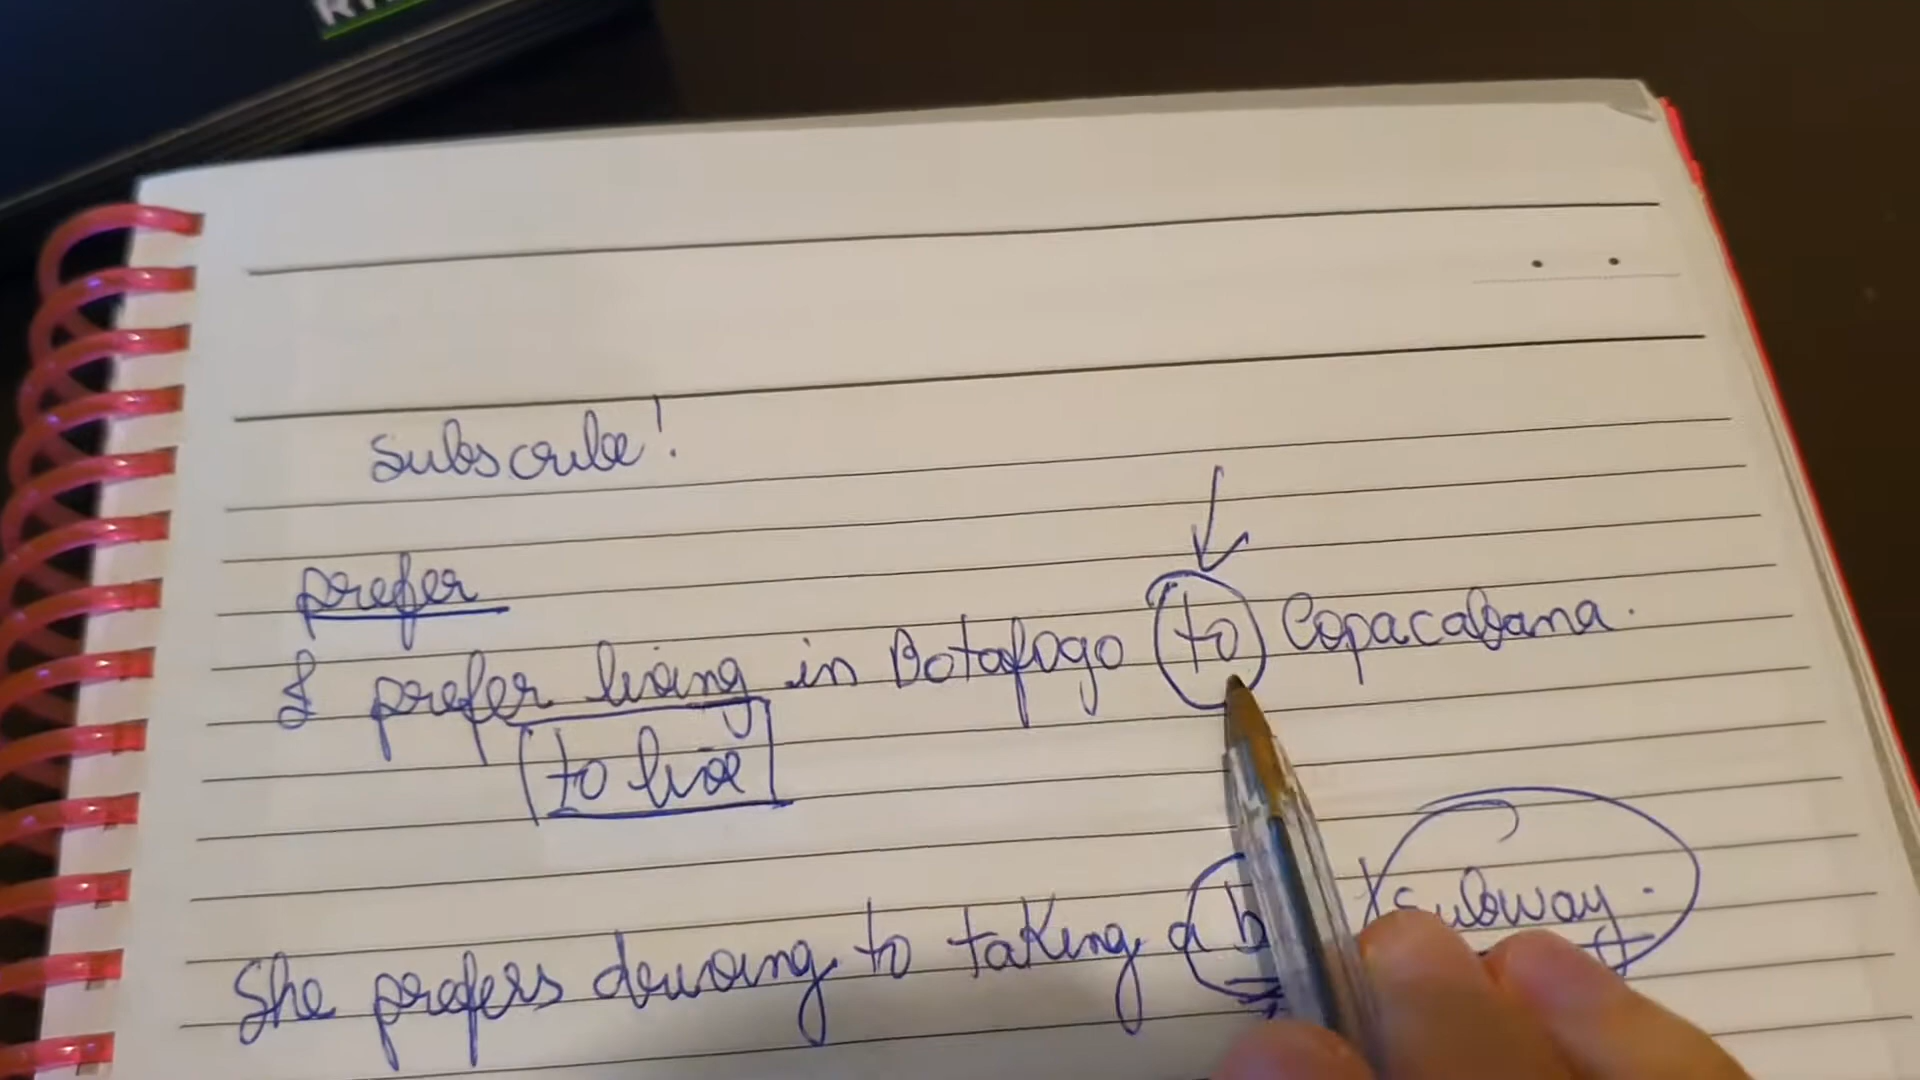 Subscribe!
prefer
I prefer living in Botafogo to Copacabana.
to live
She prefers driving to taking a subway.